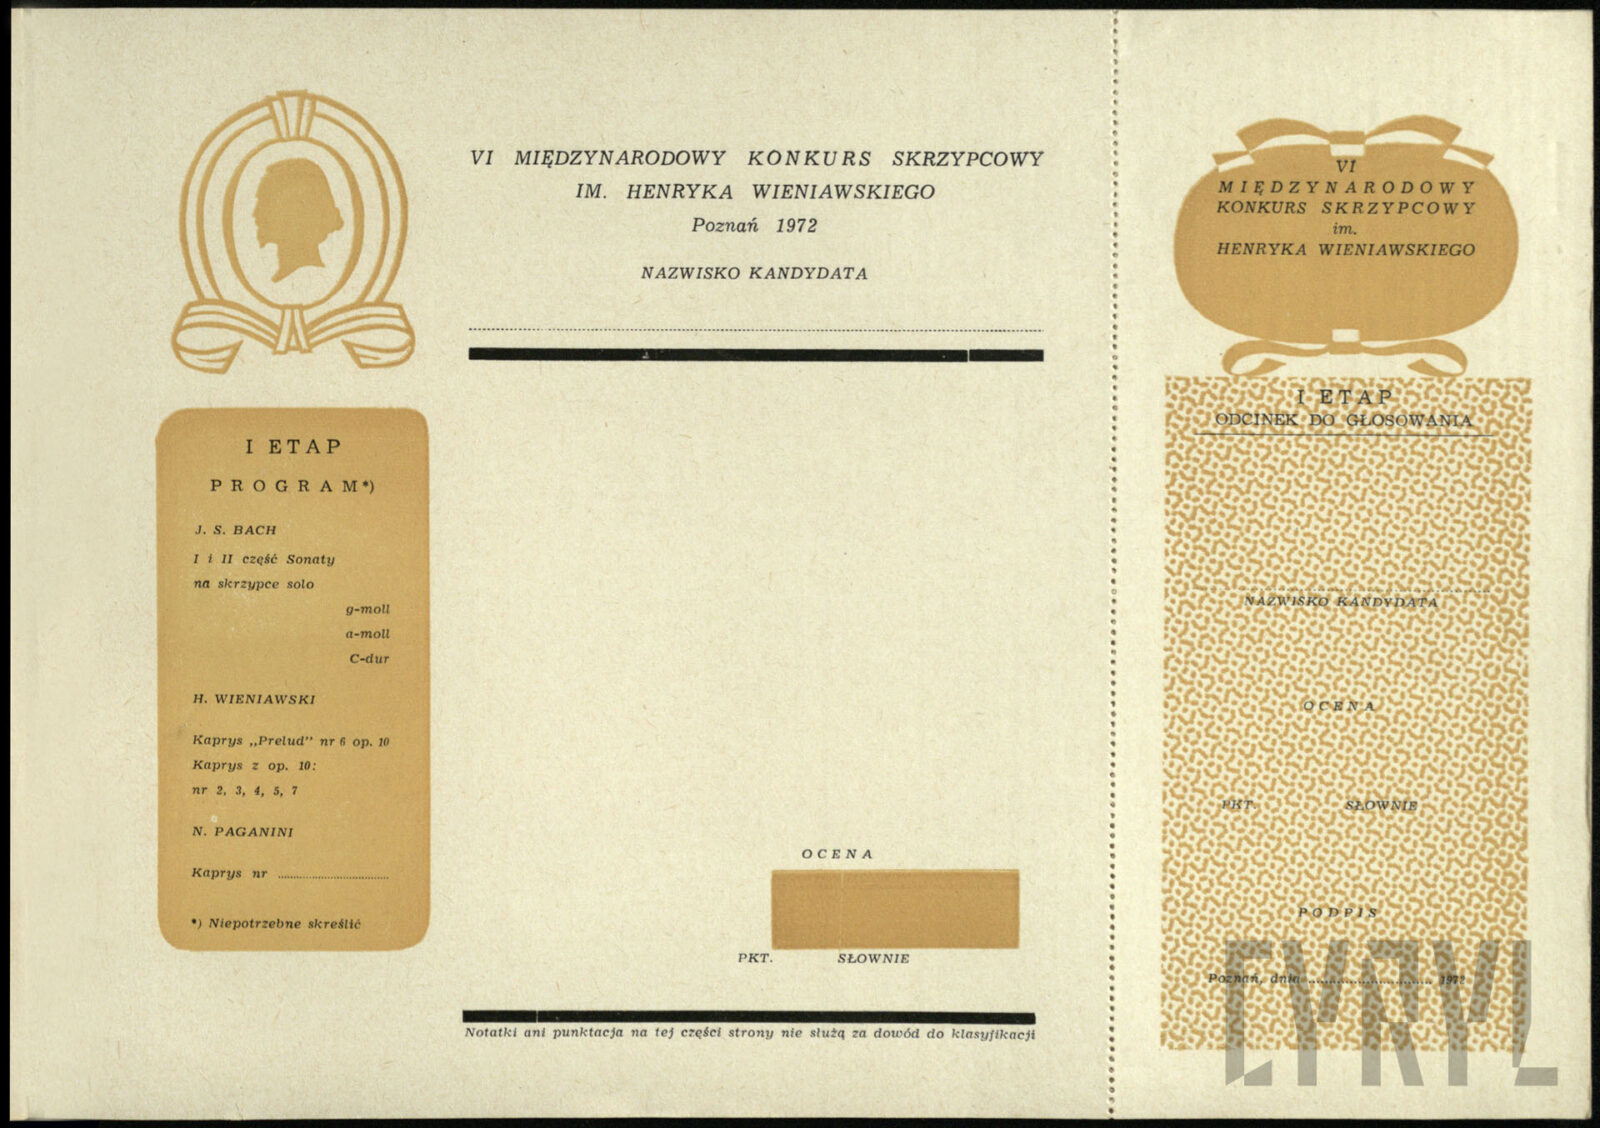 VI MIĘDZYNARODOWY KONKURS SKRZYPCOWY
IM. HENRYKA WIENIAWSKIEGO
Poznań 1972
NAZWISKO KANDYDATA
I ETAP
PROGRAM*)
J. S. BACH
I i II część Sonaty
na skrzypce solo
g-moll
a-moll
C-dur
H. WIENIAWSKI
Kaprys „Prelud" nr 6 op. 10
Kaprys z op. 10:
nr 2, 3, 4, 5, 7
N. PAGANINI
Kaprys nr ..............................
*) Niepotrzebne skreślić
OCENA
PKT. SŁOWNIE
Notatki ani punktacja na tej części strony nie służą za dowód do klasyfikacji
VI
MIĘDZYNARODOWY
KONKURS SKRZYPCOWY
im.
HENRYKA WIENIAWSKIEGO
I ETAP
ODCINEK DO GŁOSOWANIA
NAZWISKO KANDYDATA
OCENA
PKT. SŁOWNIE
PODPIS
Poznań, dnia .............................. 1972
CYRYL